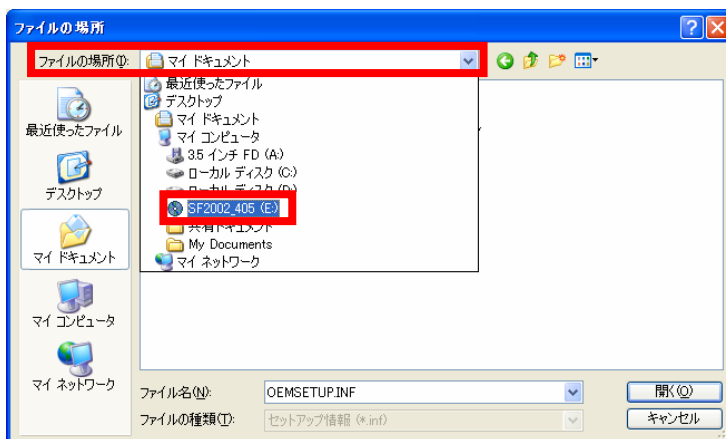 ファイルの場所
ファイルの場所(I):
マイ ドキュメント
最近使ったファイル
デスクトップ
マイ ドキュメント
マイ コンピュータ
3.5 インチ FD (A:)
ローカル ディスク (C:)
ローカル ディスク (D:)
SF2002_405 (E:)
共有ドキュメント
My Documents
マイ ネットワーク
最近使ったファイル
デスクトップ
マイ ドキュメント
マイ コンピュータ
マイ ネットワーク
ファイル名(N):
OEMSETUP.INF
開く(O)
ファイルの種類(T):
セットアップ情報 (*.inf)
キャンセル